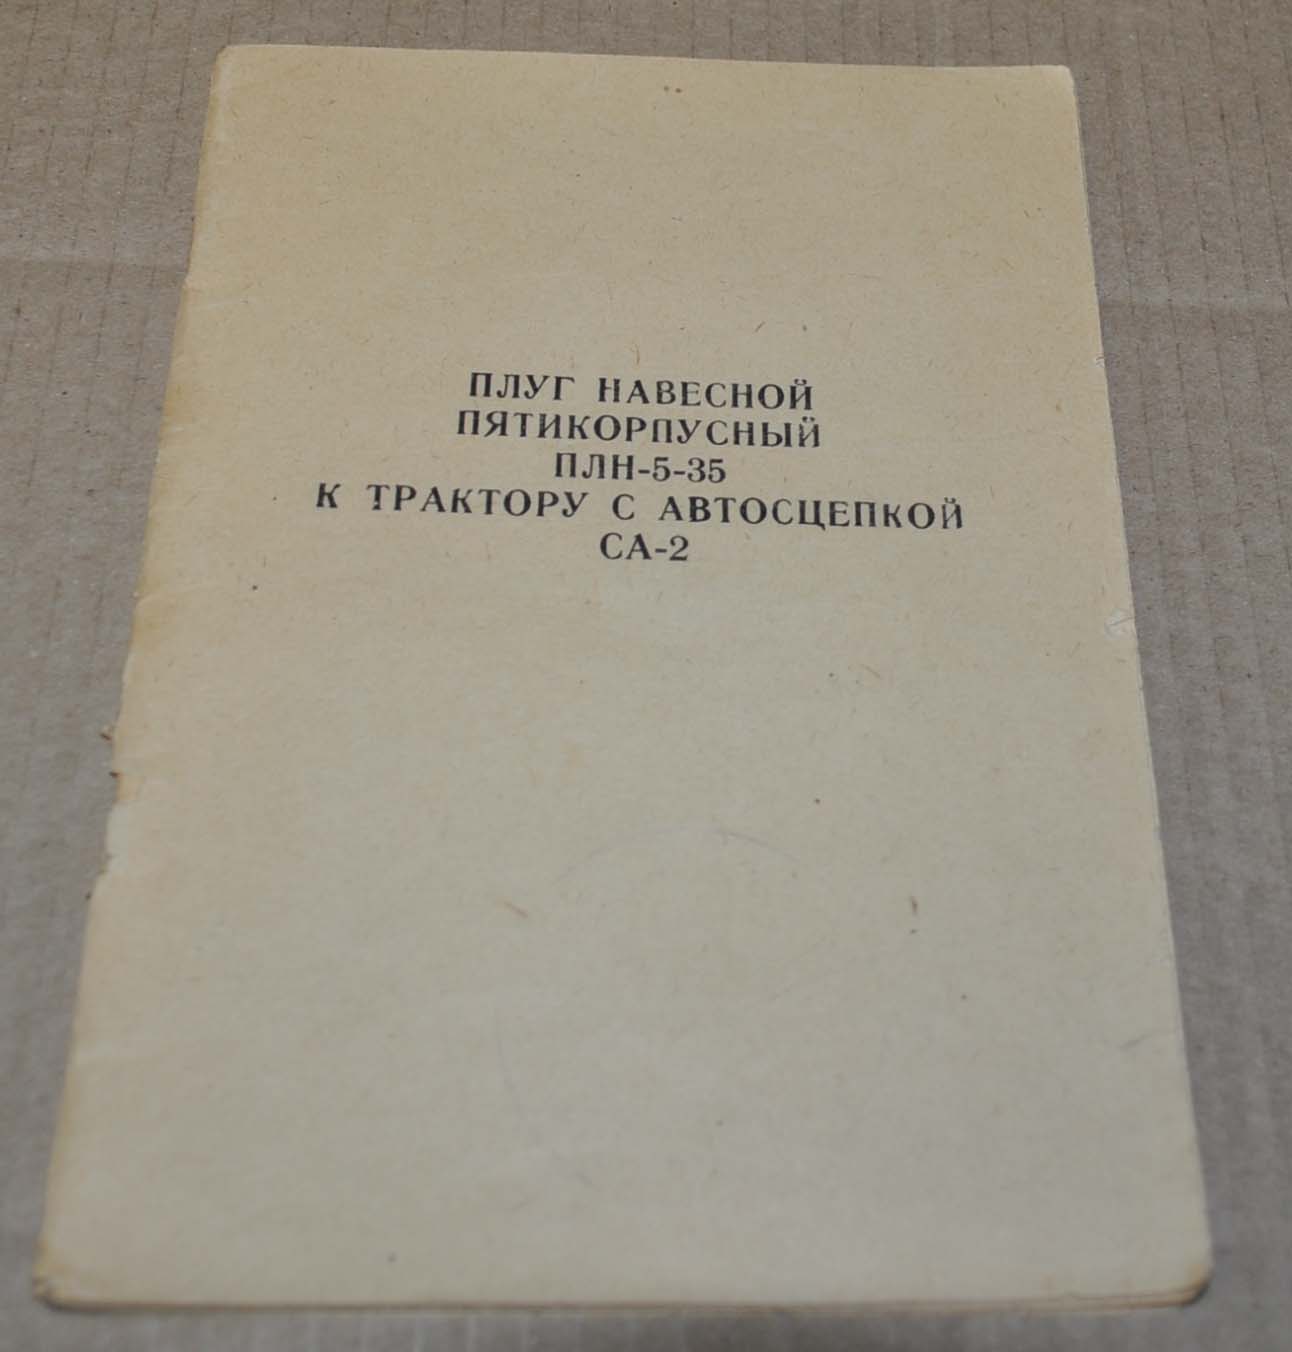 ПЛУГ НАВЕСНОЙ
ПЯТИКОРПУСНЫЙ
ПЛН-5-35
К ТРАКТОРУ С АВТОСЦЕПКОЙ
СА-2